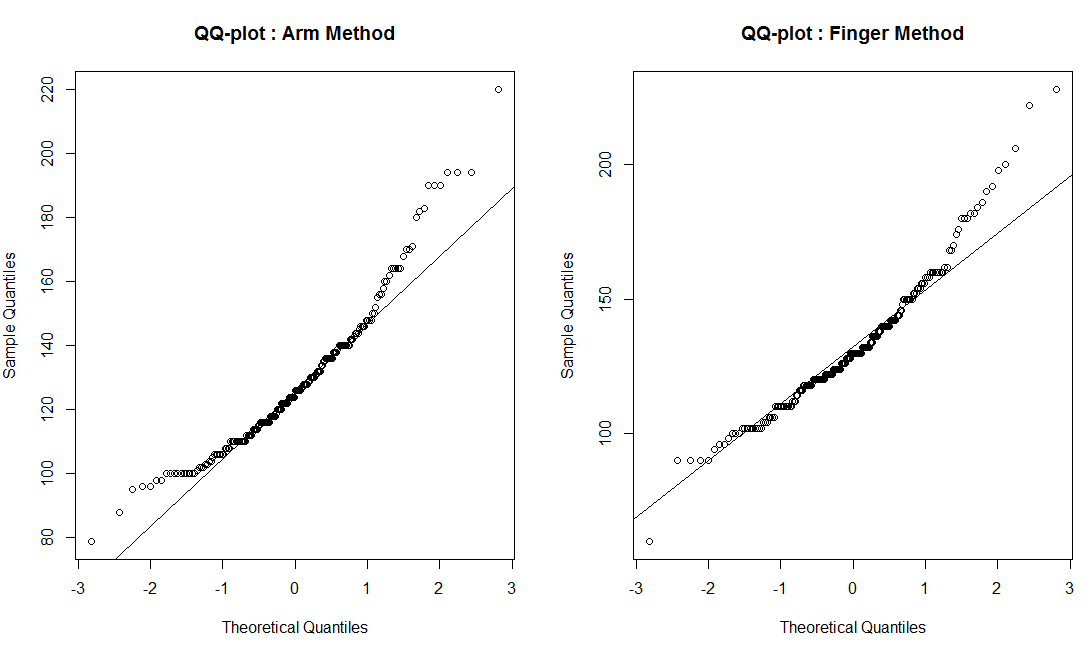 QQ-plot : Arm Method
Sample Quantiles
220
200
180
160
140
120
100
80
-3 -2 -1 0 1 2 3
Theoretical Quantiles
QQ-plot : Finger Method
Sample Quantiles
200
150
100
-3 -2 -1 0 1 2 3
Theoretical Quantiles